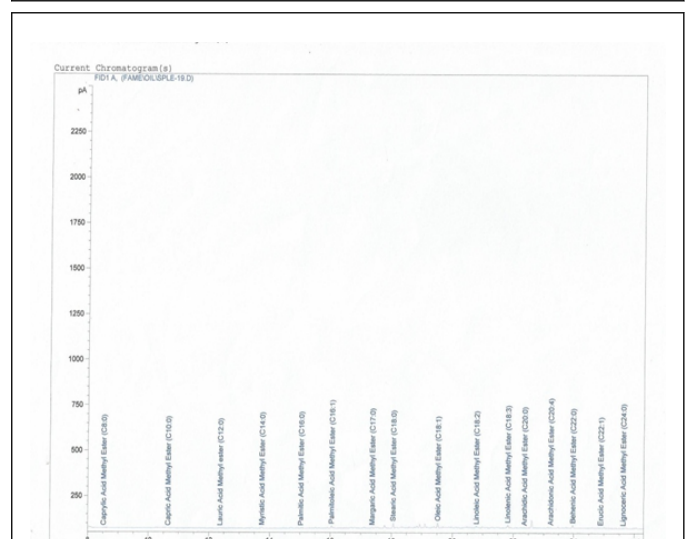 Current Chromatogram(s)
FID1 A, (FAME\OIL\SPLE-19.D)
pA
2250
2000
1750
1500
1250
1000
750
500
250
Caprylic Acid Methyl Ester (C8:0)
Capric Acid Methyl Ester (C10:0)
Lauric Acid Methyl ester (C12:0)
Myristic Acid Methyl Ester (C14:0)
Palmitic Acid Methyl Ester (C16:0)
Palmitoleic Acid Methyl Ester (C16:1)
Margaric Acid Methyl Ester (C17:0)
Stearic Acid Methyl Ester (C18:0)
Oleic Acid Methyl Ester (C18:1)
Linoleic Acid Methyl Ester (C18:2)
Linolenic Acid Methyl Ester (C18:3)
Arachidic Acid Methyl Ester (C20:0)
Arachidonic Acid Methyl Ester (C20:4)
Behenic Acid Methyl Ester (C22:0)
Erucic Acid Methyl Ester (C22:1)
Lignoceric Acid Methyl Ester (C24:0)